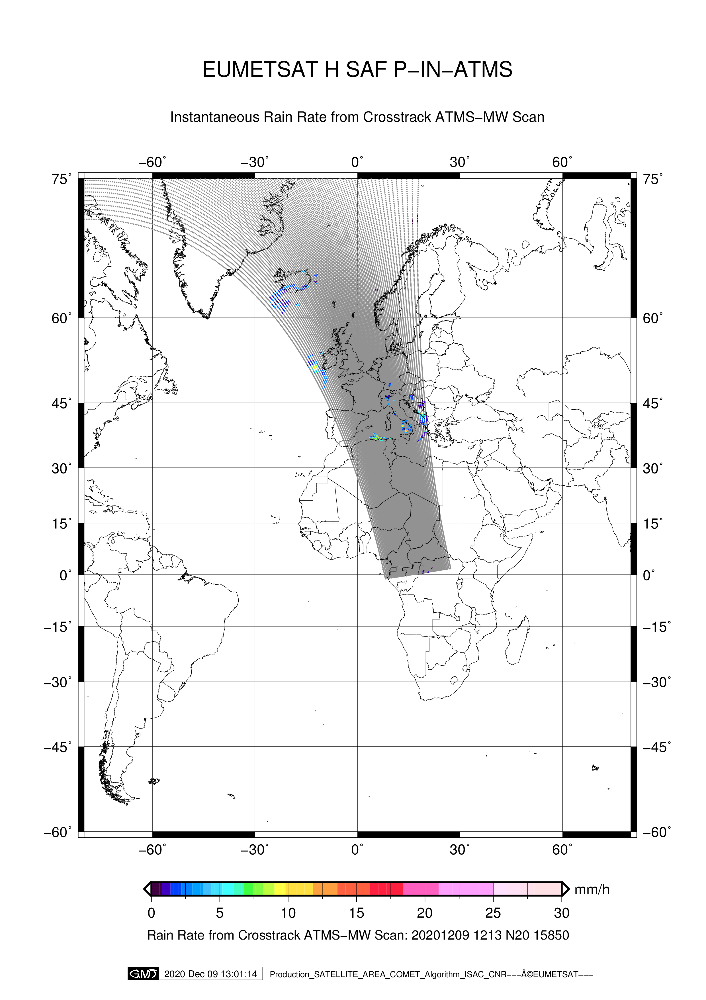 EUMETSAT H SAF P−IN−ATMS
Instantaneous Rain Rate from Crosstrack ATMS−MW Scan
−60° −30° 0° 30° 60°
75° 75°
60° 60°
45° 45°
30° 30°
15° 15°
0° 0°
−15° −15°
−30° −30°
−45° −45°
−60° −60°
−60° −30° 0° 30° 60°
mm/h
0 5 10 15 20 25 30
Rain Rate from Crosstrack ATMS−MW Scan: 20201209 1213 N20 15850
GMT 2020 Dec 09 13:01:14 Production_SATELLITE_AREA_COMET_Algorithm_ISAC_CNR−−−Â©EUMETSAT−−−